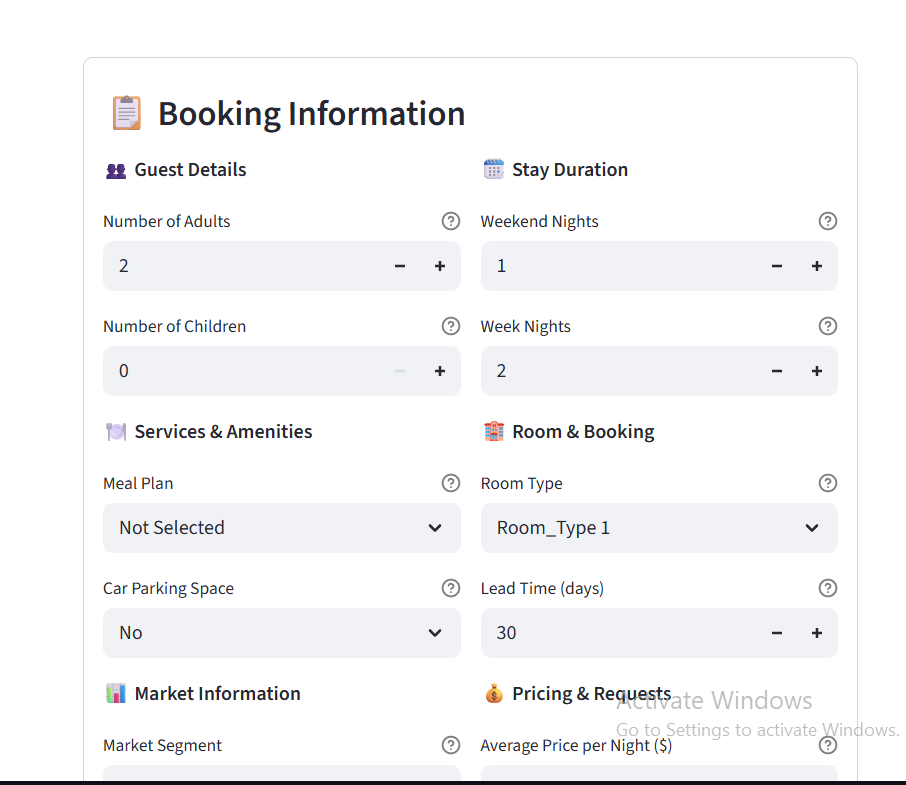 Booking Information
Guest Details
Stay Duration
Number of Adults
Weekend Nights
2
1
Number of Children
Week Nights
0
2
Services & Amenities
Room & Booking
Meal Plan
Room Type
Not Selected
Room_Type 1
Car Parking Space
Lead Time (days)
No
30
Market Information
Pricing & Requests
Activate Windows
Go to Settings to activate Windows.
Market Segment
Average Price per Night ($)